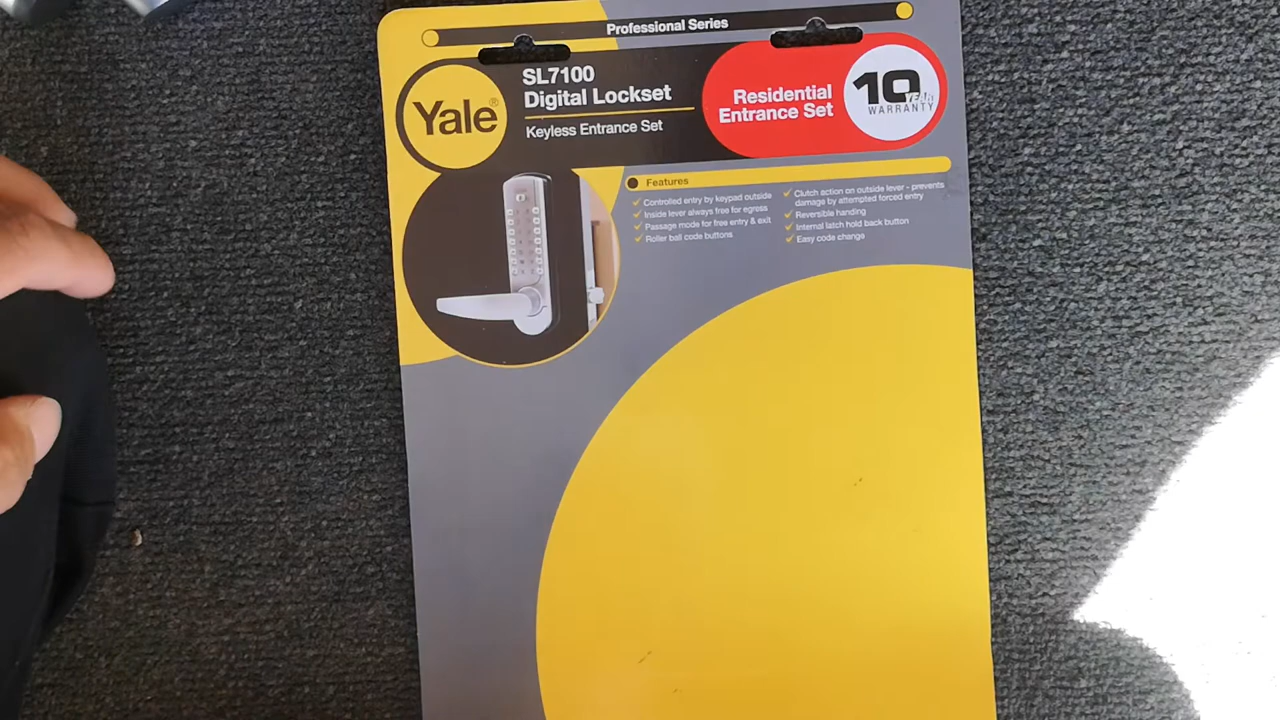 Professional Series
Yale®
SL7100
Digital Lockset
Keyless Entrance Set
Residential
Entrance Set
10
YEAR
WARRANTY
Features
✓ Controlled entry by keypad outside
✓ Inside lever always free for egress
✓ Passage mode for free entry & exit
✓ Roller ball code buttons
✓ Clutch action on outside lever - prevents
damage by attempted forced entry
✓ Reversible handing
✓ Internal latch hold back button
✓ Easy code change